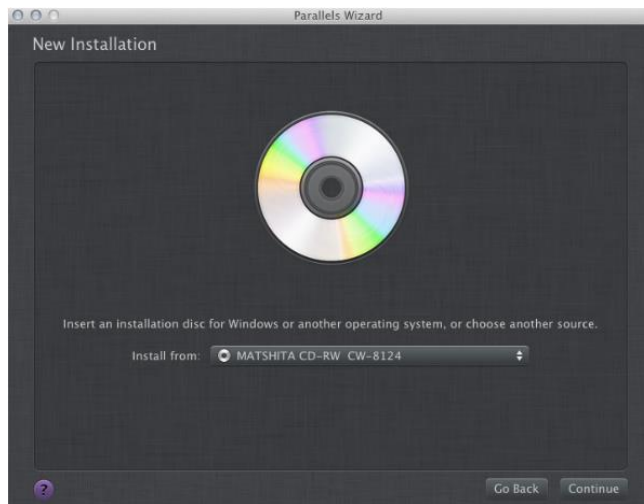 Parallels Wizard
New Installation
Insert an installation disc for Windows or another operating system, or choose another source.
Install from: MATSHITA CD-RW CW-8124
? Go Back Continue